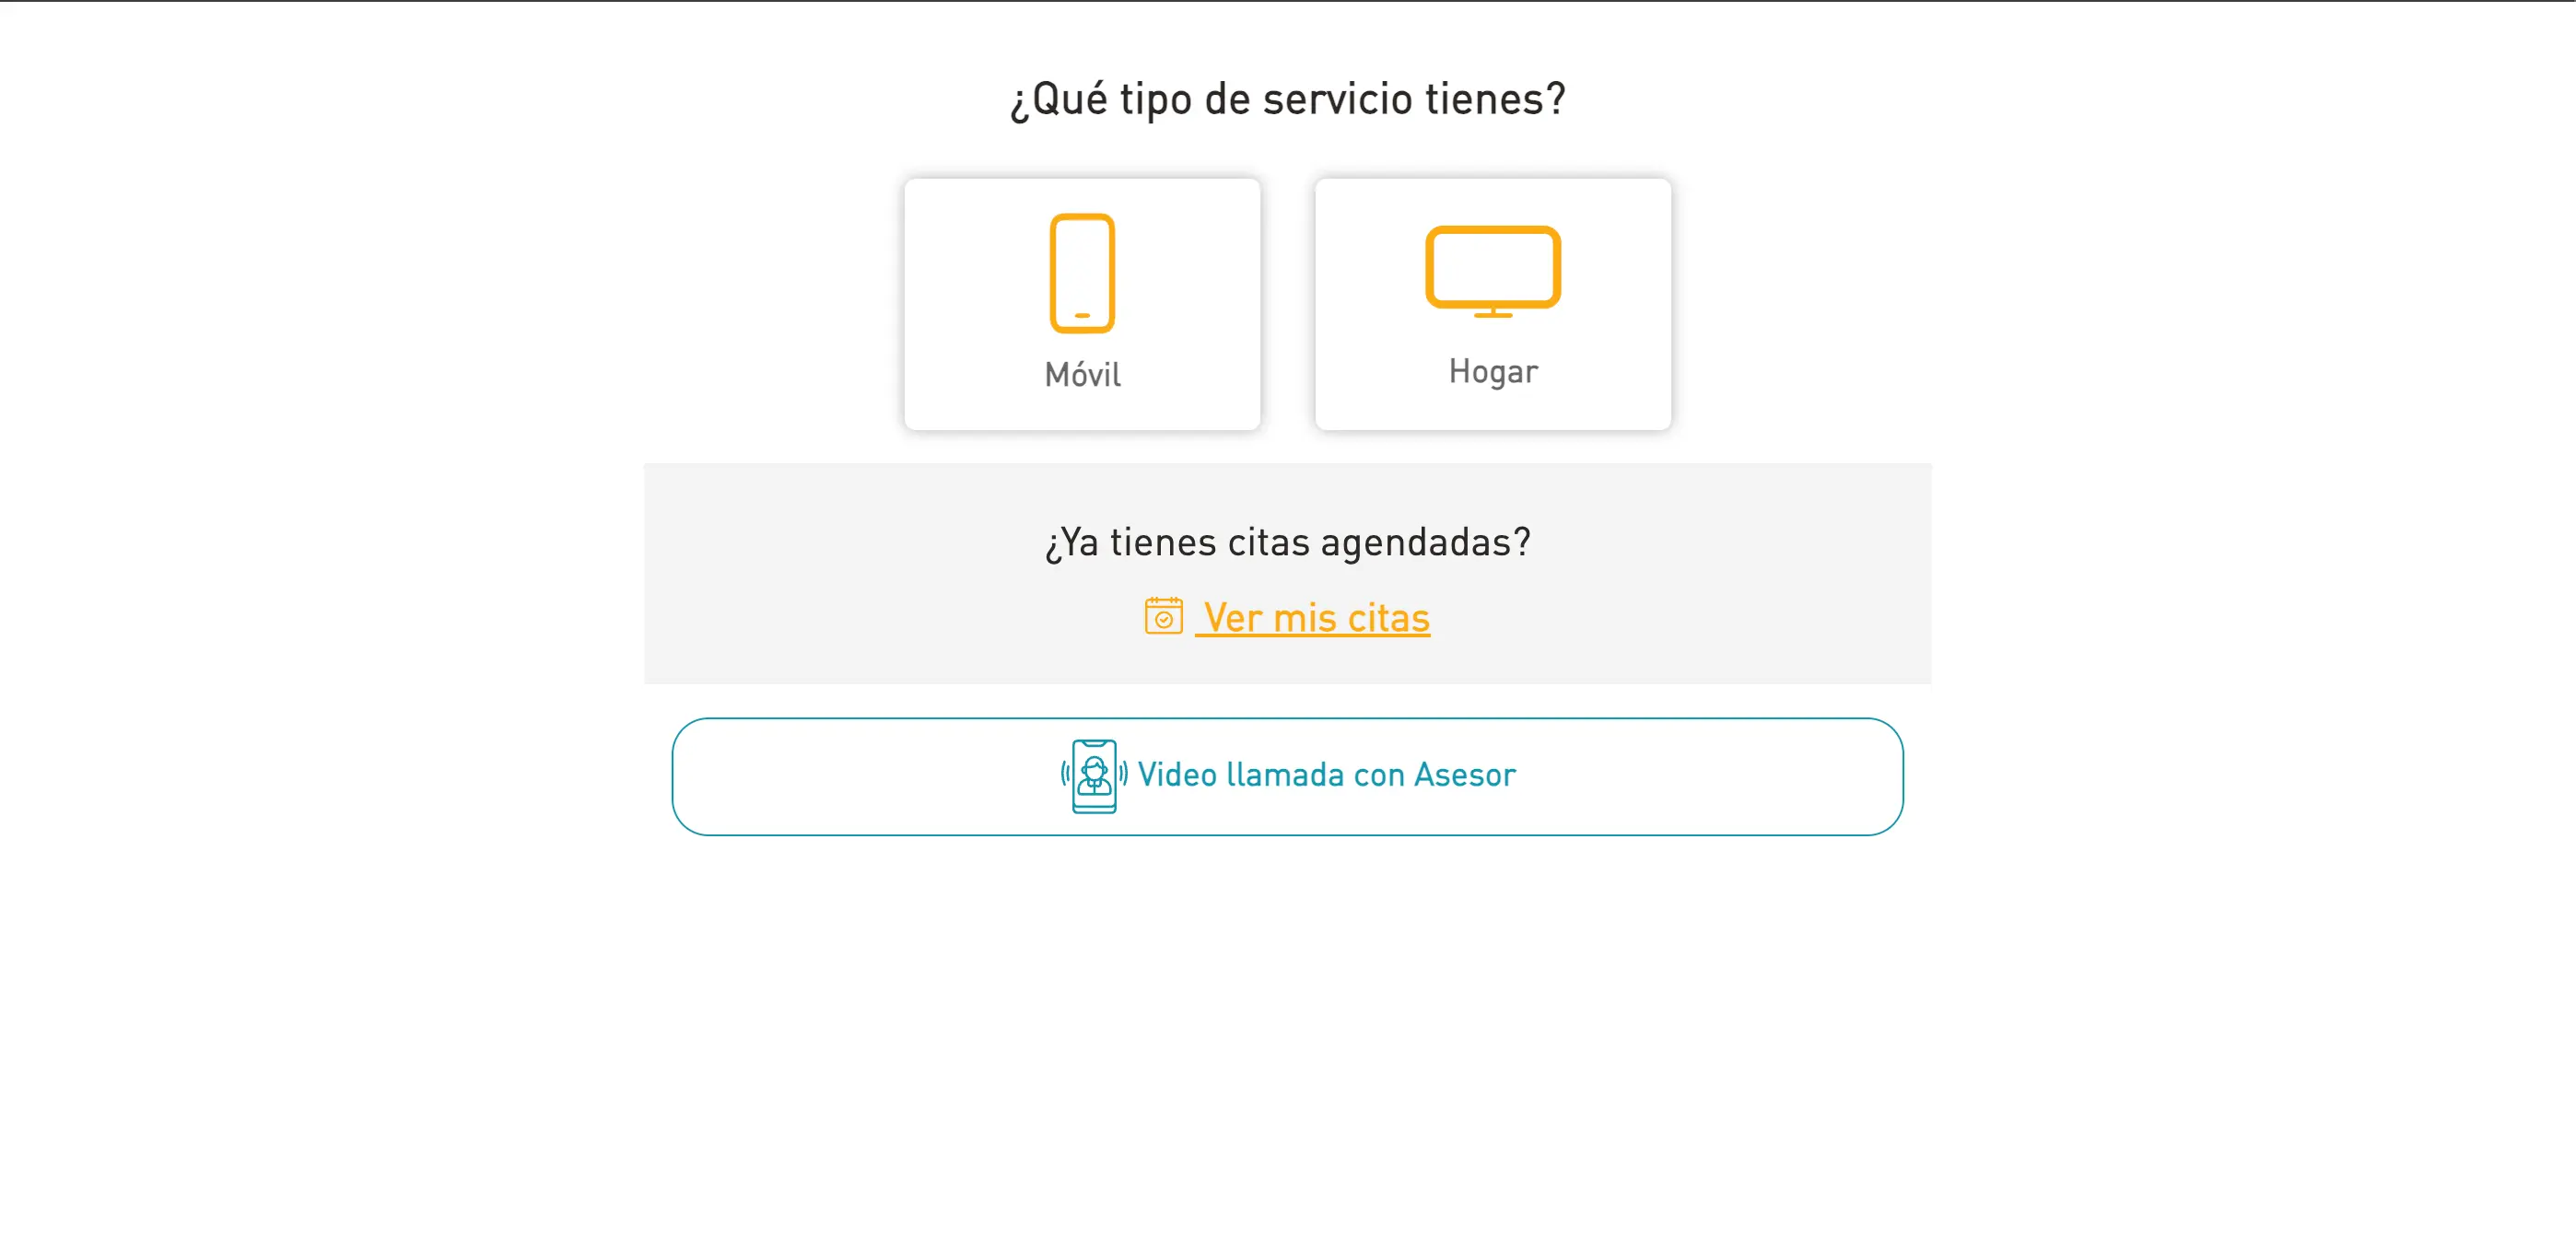 ¿Qué tipo de servicio tienes?
Móvil
Hogar
¿Ya tienes citas agendadas?
Ver mis citas
Video llamada con Asesor